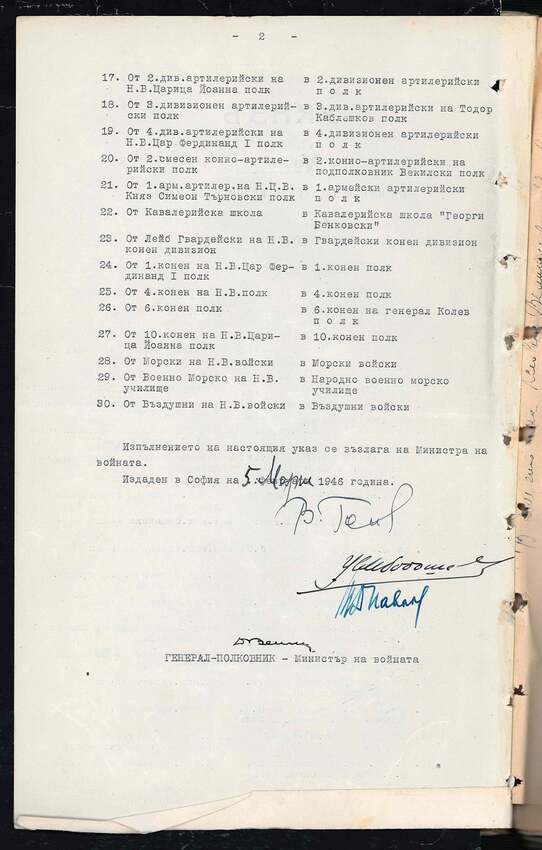 - 2 -
17. От 2.див.артилерийски на в 2.дивизионен артилерийски
Н.В.Царица Йоанна полк п о л к
18. От 3.дивизионен артилерий- в 3.див.артилерийски на Тодор
ски полк Каблешков полк
19. От 4.див.артилерийски на в 4.дивизионен артилерийски
Н.В.Цар Фердинанд I полк п о л к
20. От 2.смесен конно-артиле- в 2.конно-артилерийски на
рийски полк подполковник Векилски полк
21. От 1.арм.артилер.на Н.Ц.В. в 1.армейски артилерийски
Княз Симеон Търновски полк п о л к
22. От Кавалерийска школа в Кавалерийска школа "Георги
Бенковски"
23. От Лейб Гвардейски на Н.В. в Гвардейски конен дивизион
конен дивизион
24. От 1.конен на Н.В.Цар Фер- в 1.конен полк
динанд I полк
25. От 4.конен на Н.В.полк в 4.конен полк
26. От 6.конен полк в 6.конен на генерал Колев
п о л к
27. От 10.конен на Н.В.Цари- в 10.конен полк
ца Йоанна полк
28. От Морски на Н.В.войски в Морски войски
29. От Военно Морско на Н.В. в Народно военно морско
училище училище
30. От Въздушни на Н.В.войски в Въздушни войски
Изпълнението на настоящия указ се възлага на Министра на
войната.
Издаден в София на 5 Март 1946 година.
ГЕНЕРАЛ-ПОЛКОВНИК - Министър на войната